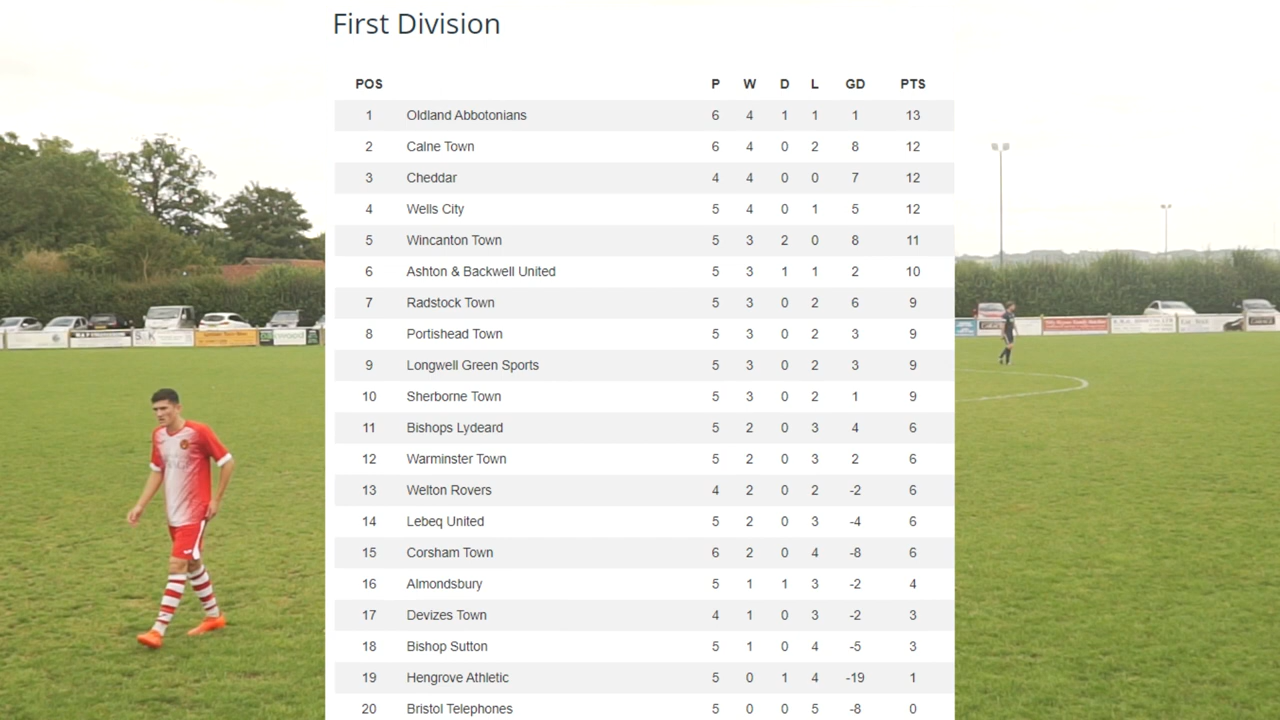 First Division
POS P W D L GD PTS
1 Oldland Abbotonians 6 4 1 1 1 13
2 Calne Town 6 4 0 2 8 12
3 Cheddar 4 4 0 0 7 12
4 Wells City 5 4 0 1 5 12
5 Wincanton Town 5 3 2 0 8 11
6 Ashton & Backwell United 5 3 1 1 2 10
7 Radstock Town 5 3 0 2 6 9
8 Portishead Town 5 3 0 2 3 9
9 Longwell Green Sports 5 3 0 2 3 9
10 Sherborne Town 5 3 0 2 1 9
11 Bishops Lydeard 5 2 0 3 4 6
12 Warminster Town 5 2 0 3 2 6
13 Welton Rovers 4 2 0 2 -2 6
14 Lebeq United 5 2 0 3 -4 6
15 Corsham Town 6 2 0 4 -8 6
16 Almondsbury 5 1 1 3 -2 4
17 Devizes Town 4 1 0 3 -2 3
18 Bishop Sutton 5 1 0 4 -5 3
19 Hengrove Athletic 5 0 1 4 -19 1
20 Bristol Telephones 5 0 0 5 -8 0